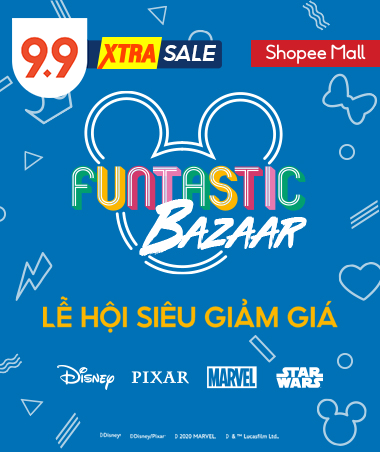 9.9 XTRA SALE
Shopee Mall
FUNTASTIC
BAZAAR
LỄ HỘI SIÊU GIẢM GIÁ
Disney PIXAR MARVEL STAR WARS
©Disney ©Disney/Pixar © 2020 MARVEL. © & ™ Lucasfilm Ltd.